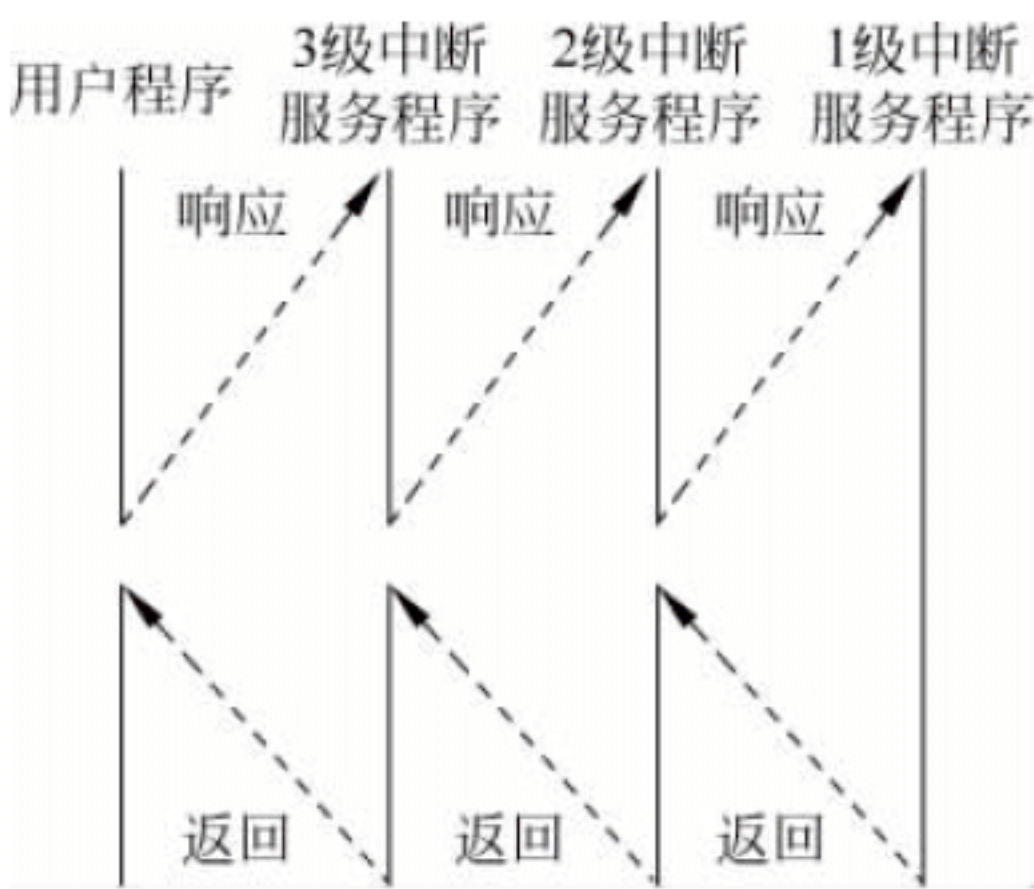 用户程序
3级中断
服务程序
2级中断
服务程序
1级中断
服务程序
响应
响应
响应
返回
返回
返回